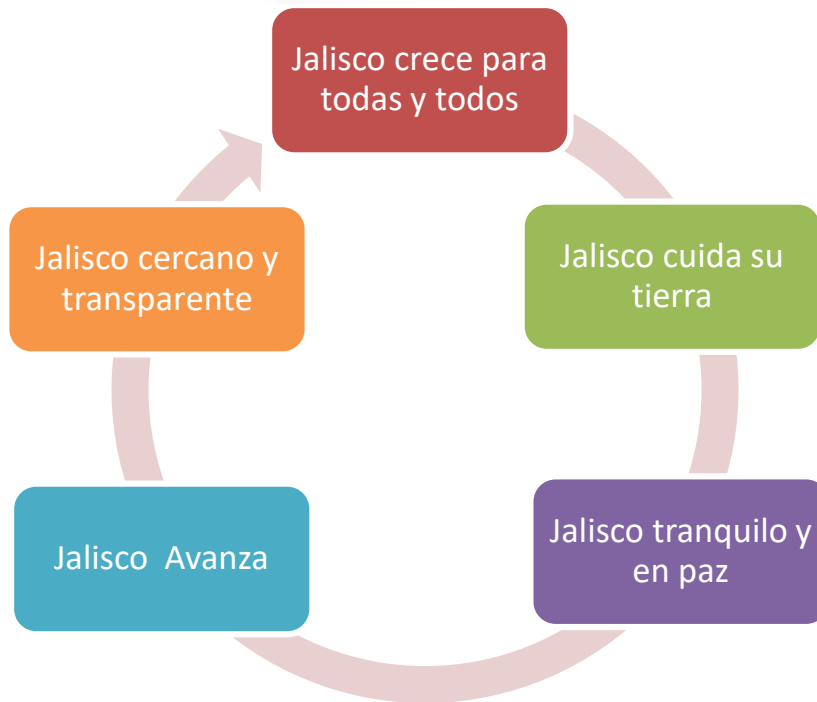 Jalisco crece para
todas y todos
Jalisco cuida su
tierra
Jalisco tranquilo y
en paz
Jalisco  Avanza
Jalisco cercano y
transparente